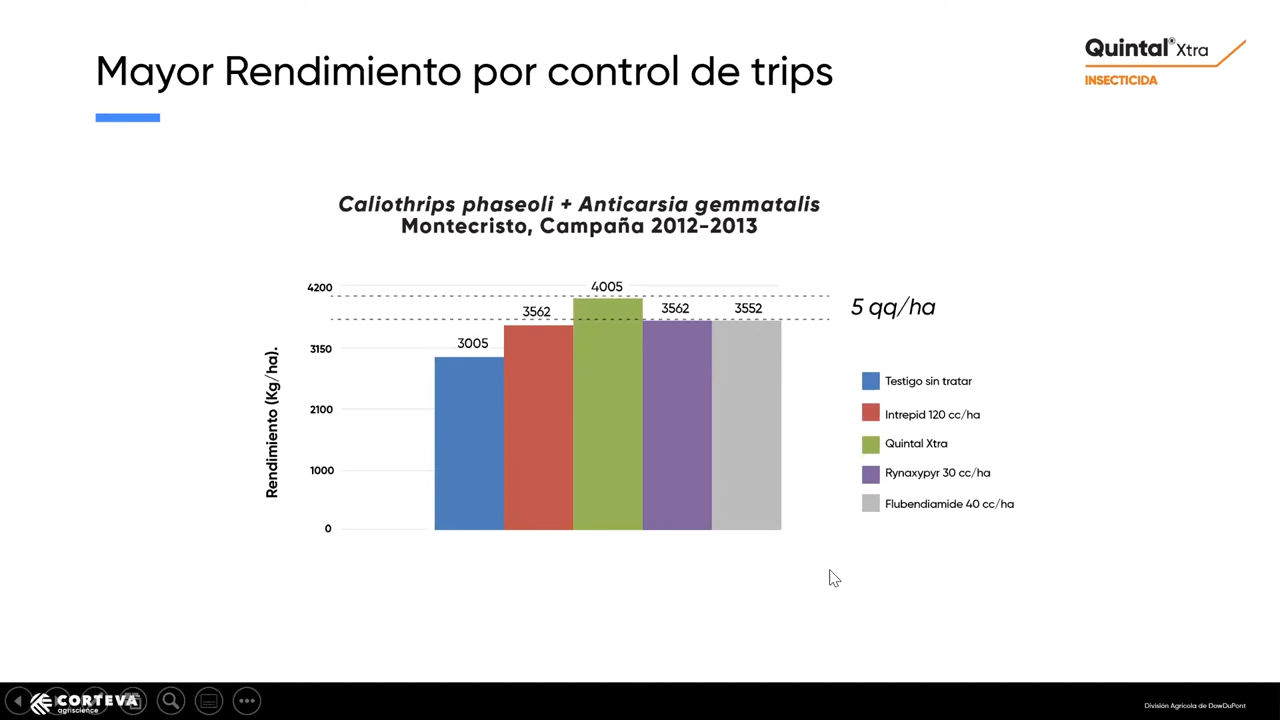 Mayor Rendimiento por control de trips
Quintal® Xtra
INSECTICIDA
Caliothrips phaseoli + Anticarsia gemmatalis
Montecristo, Campaña 2012-2013
Rendimiento (Kg/ha).
4200
3150
2100
1000
0
3005
3562
4005
3562
3552
5 qq/ha
Testigo sin tratar
Intrepid 120 cc/ha
Quintal Xtra
Rynaxypyr 30 cc/ha
Flubendiamide 40 cc/ha
CORTEVA
agriscience
División Agrícola de DowDuPont